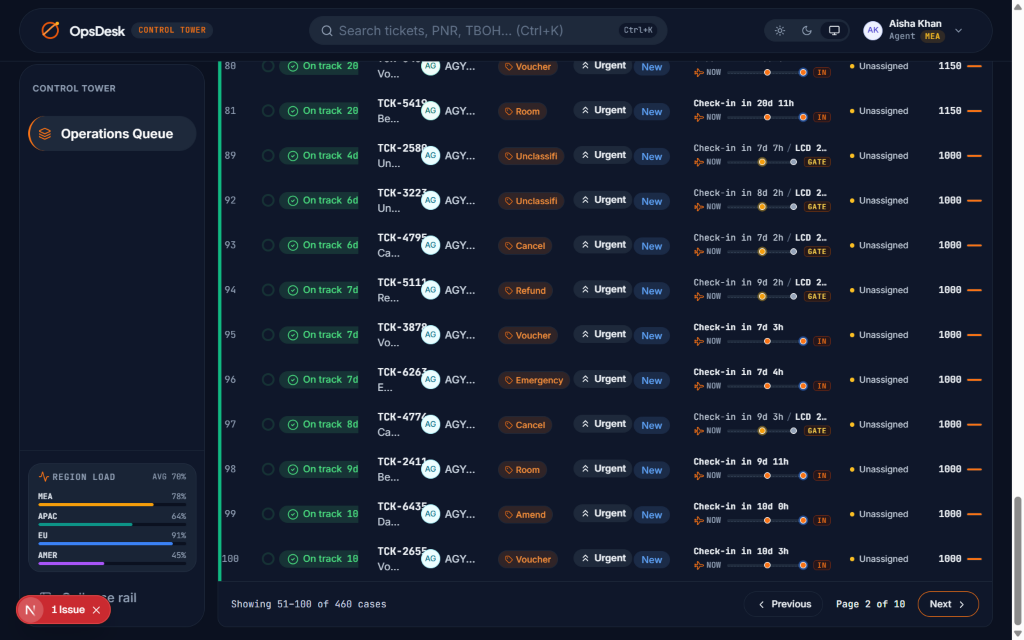 OpsDesk CONTROL TOWER
Search tickets, PNR, TBOH... (Ctrl+K) Ctrl+K
AK Aisha Khan
Agent MEA
CONTROL TOWER
Operations Queue
REGION LOAD AVG 70%
MEA 78%
APAC 64%
EU 91%
AMER 45%
rail
N 1 Issue
80 On track 20 Vo... AG AGY... Voucher Urgent New NOW IN Unassigned 1150
81 On track 20 TCK-5419 Be... AG AGY... Room Urgent New Check-in in 20d 11h NOW IN Unassigned 1150
89 On track 4d TCK-2580 Un... AG AGY... Unclassifi Urgent New Check-in in 7d 7h / LCD 2… NOW GATE Unassigned 1000
92 On track 6d TCK-3223 Un... AG AGY... Unclassifi Urgent New Check-in in 8d 2h / LCD 2… NOW GATE Unassigned 1000
93 On track 6d TCK-4795 Ca... AG AGY... Cancel Urgent New Check-in in 7d 2h / LCD 2… NOW GATE Unassigned 1000
94 On track 7d TCK-5111 Re... AG AGY... Refund Urgent New Check-in in 9d 2h / LCD 2… NOW GATE Unassigned 1000
95 On track 7d TCK-3878 Vo... AG AGY... Voucher Urgent New Check-in in 7d 3h NOW IN Unassigned 1000
96 On track 7d TCK-6263 E... AG AGY... Emergency Urgent New Check-in in 7d 4h NOW IN Unassigned 1000
97 On track 8d TCK-4774 Ca... AG AGY... Cancel Urgent New Check-in in 9d 3h / LCD 2… NOW GATE Unassigned 1000
98 On track 9d TCK-2411 Be... AG AGY... Room Urgent New Check-in in 9d 11h NOW IN Unassigned 1000
99 On track 10 TCK-6435 Da... AG AGY... Amend Urgent New Check-in in 10d 0h NOW IN Unassigned 1000
100 On track 10 TCK-2655 Vo... AG AGY... Voucher Urgent New Check-in in 10d 3h NOW IN Unassigned 1000
Showing 51–100 of 460 cases Previous Page 2 of 10 Next